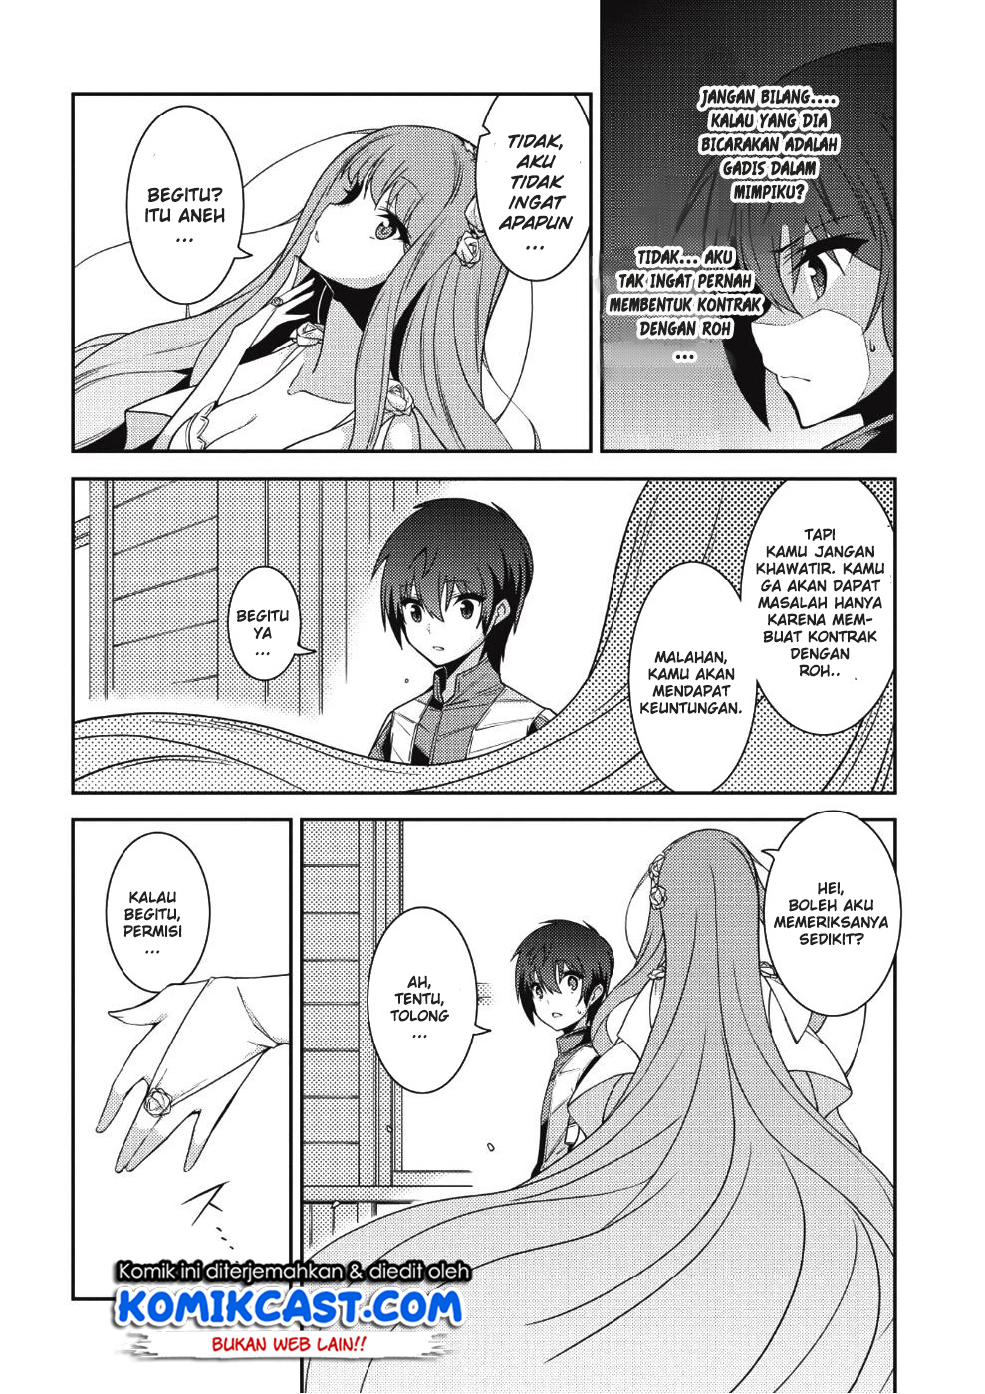 JANGAN BILANG....
KALAU YANG DIA
BICARAKAN ADALAH
GADIS DALAM
MIMPIKU?
TIDAK... AKU
TAK INGAT PERNAH
MEMBENTUK KONTRAK
DENGAN ROH
...
TIDAK,
AKU
TIDAK
INGAT
APAPUN
...
BEGITU?
ITU ANEH
...
TAPI
KAMU JANGAN
KHAWATIR. KAMU
GA AKAN DAPAT
MASALAH HANYA
KARENA MEM-
BUAT KONTRAK
DENGAN
ROH..
MALAHAN,
KAMU AKAN
MENDAPAT
KEUNTUNGAN.
BEGITU
YA
...
HEI,
BOLEH AKU
MEMERIKSANYA
SEDIKIT?
AH,
TENTU,
TOLONG
...
KALAU
BEGITU,
PERMISI
...
ス
Komik ini diterjemahkan & diedit oleh
KOMIKCAST.COM
BUKAN WEB LAIN!!